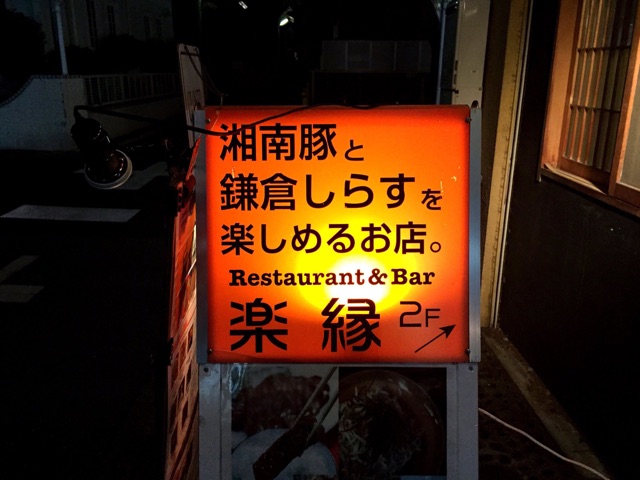 湘南豚と
鎌倉しらすを
楽しめるお店。
Restaurant & Bar
楽縁 2F